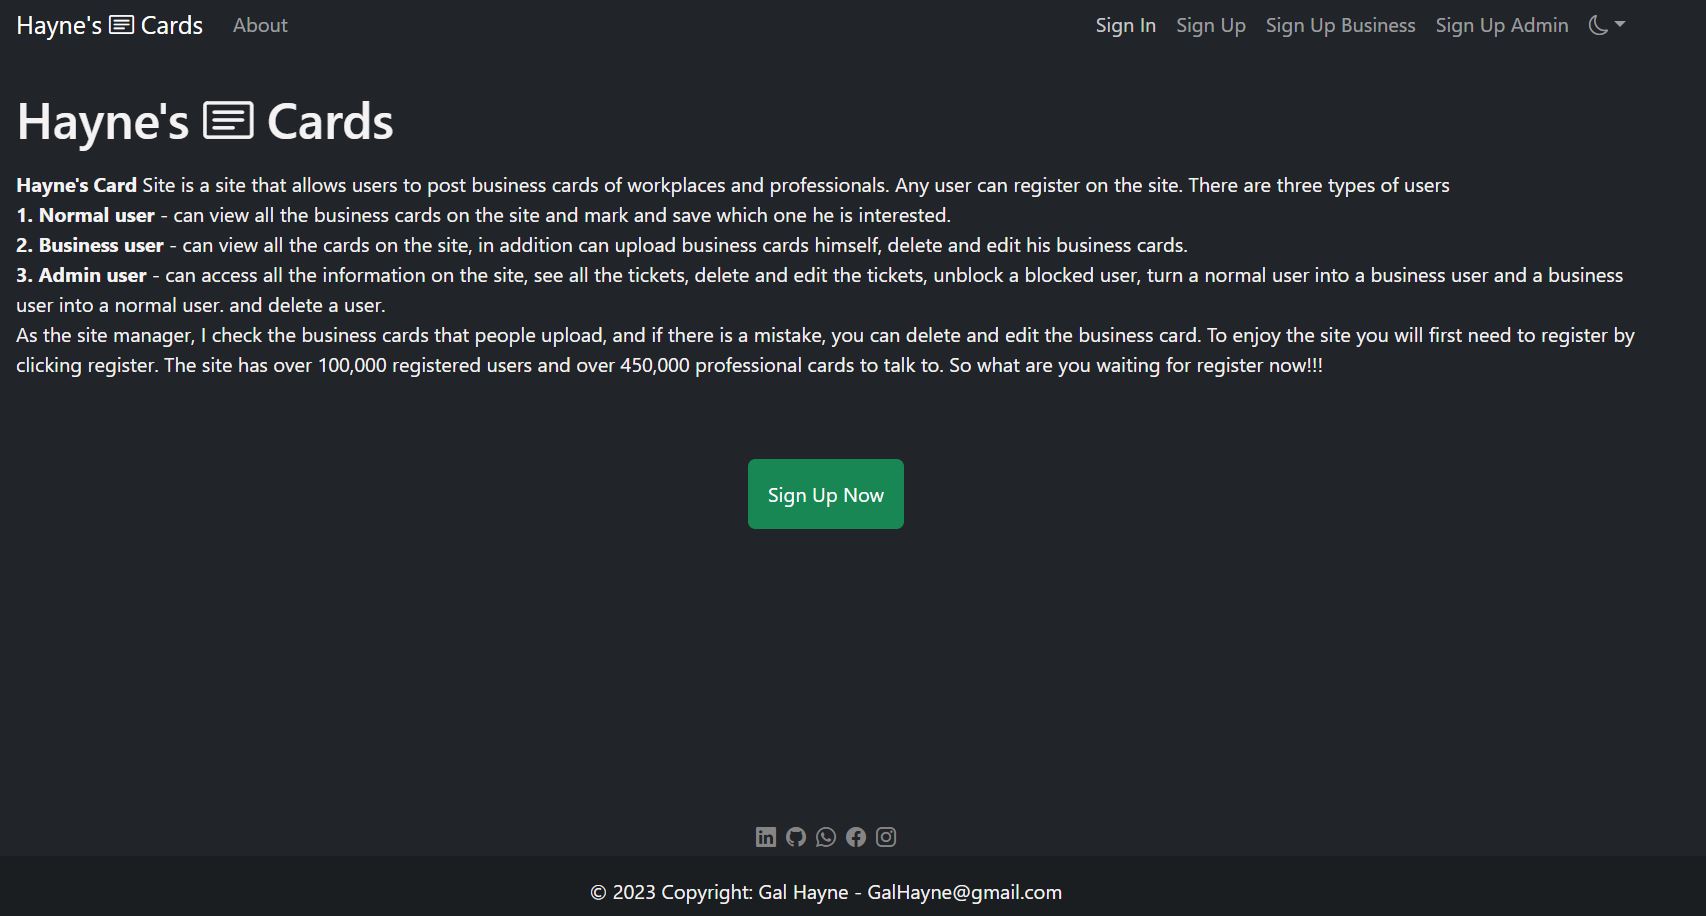 Hayne's Cards About Sign In Sign Up Sign Up Business Sign Up Admin
Hayne's Cards
Hayne's Card Site is a site that allows users to post business cards of workplaces and professionals. Any user can register on the site. There are three types of users
1. Normal user - can view all the business cards on the site and mark and save which one he is interested.
2. Business user - can view all the cards on the site, in addition can upload business cards himself, delete and edit his business cards.
3. Admin user - can access all the information on the site, see all the tickets, delete and edit the tickets, unblock a blocked user, turn a normal user into a business user and a business
user into a normal user. and delete a user.
As the site manager, I check the business cards that people upload, and if there is a mistake, you can delete and edit the business card. To enjoy the site you will first need to register by
clicking register. The site has over 100,000 registered users and over 450,000 professional cards to talk to. So what are you waiting for register now!!!
Sign Up Now
© 2023 Copyright: Gal Hayne - GalHayne@gmail.com